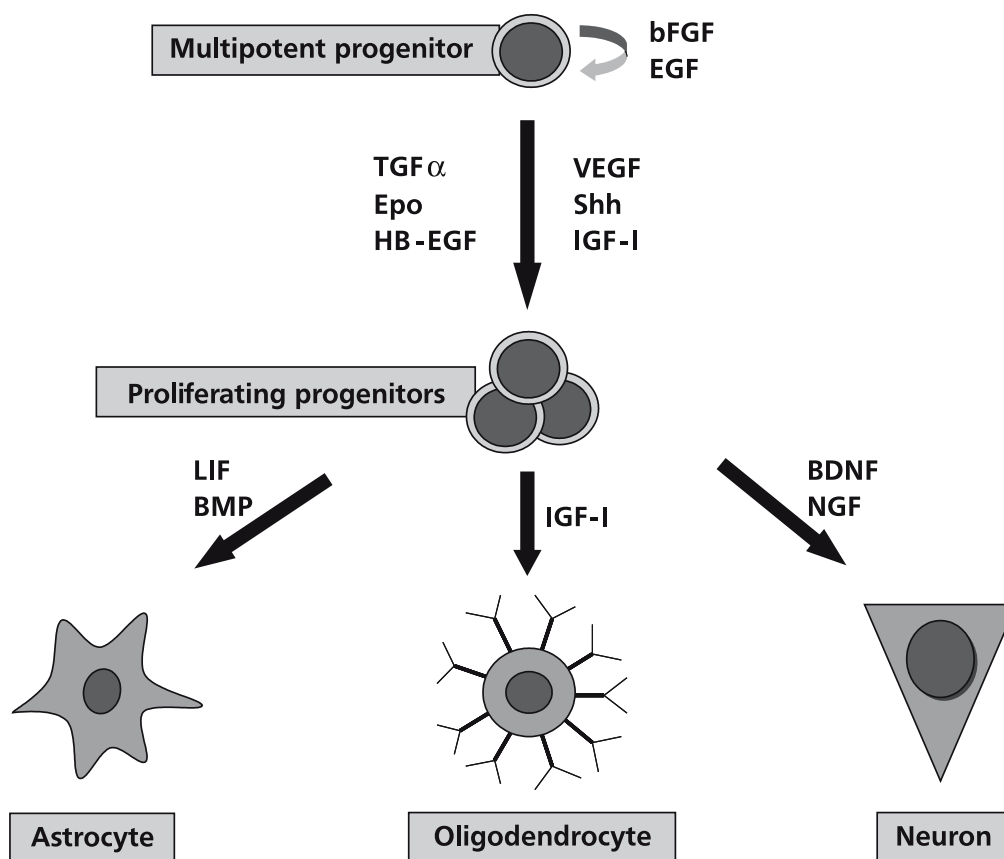 Multipotent progenitor
bFGF
EGF
TGFα
Epo
HB-EGF
VEGF
Shh
IGF-I
Proliferating progenitors
LIF
BMP
IGF-I
BDNF
NGF
Astrocyte
Oligodendrocyte
Neuron